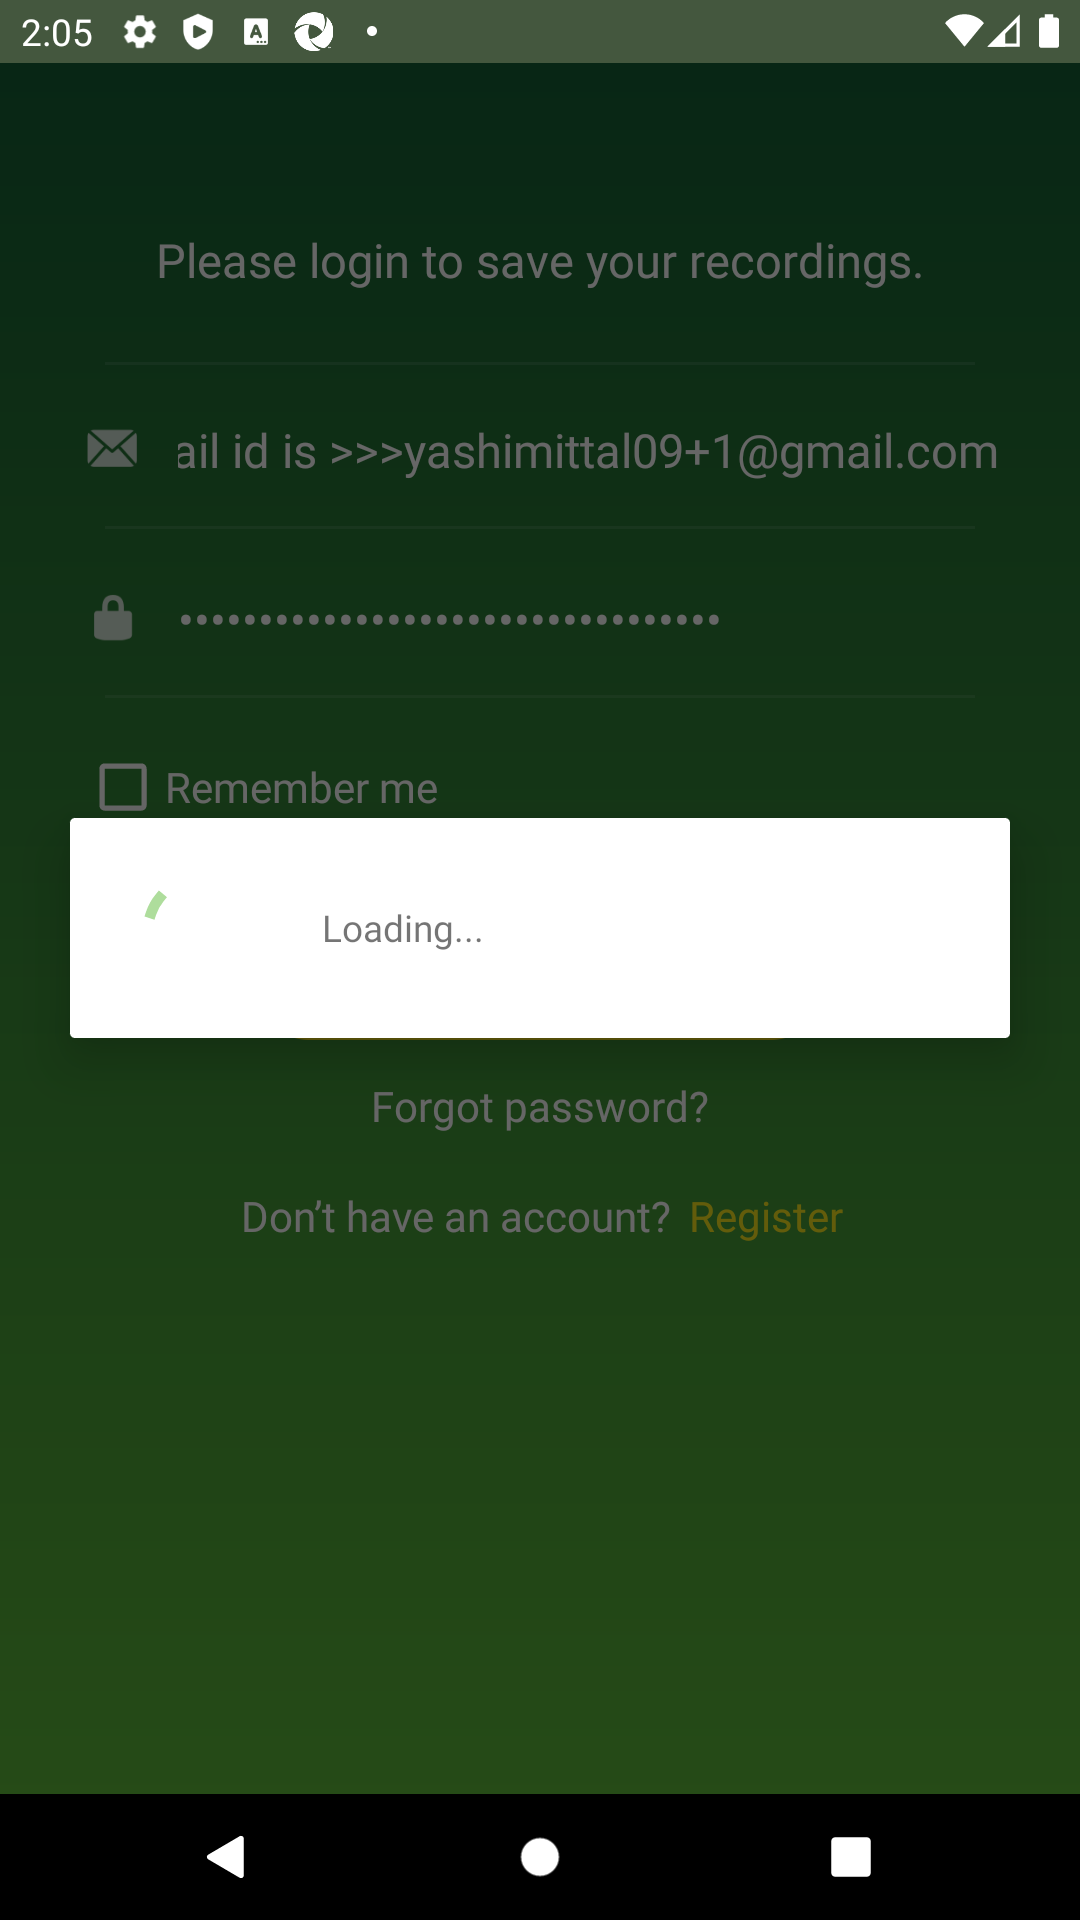 2:05
Please login to save your recordings.
ail id is >>>yashimittal09+1@gmail.com
••••••••••••••••••••••••••••••••••
Remember me
Loading...
Forgot password?
Don't have an account? Register